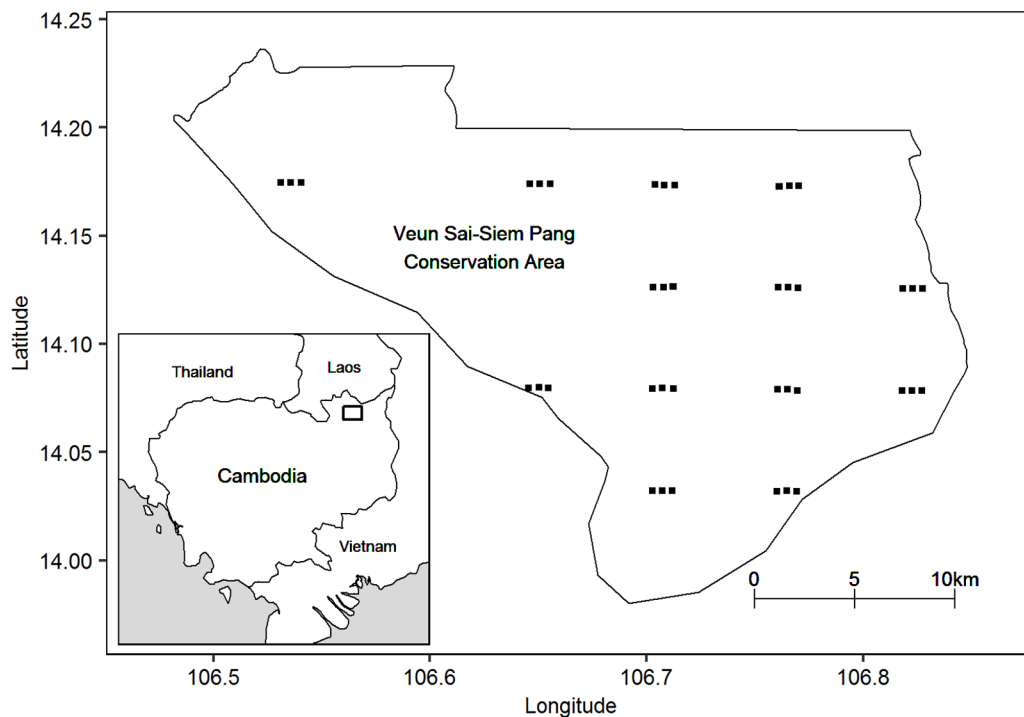 14.25
14.20
14.15
14.10
14.05
14.00
Latitude
Veun Sai-Siem Pang
Conservation Area
Thailand
Laos
Cambodia
Vietnam
0 5 10km
106.5 106.6 106.7 106.8
Longitude